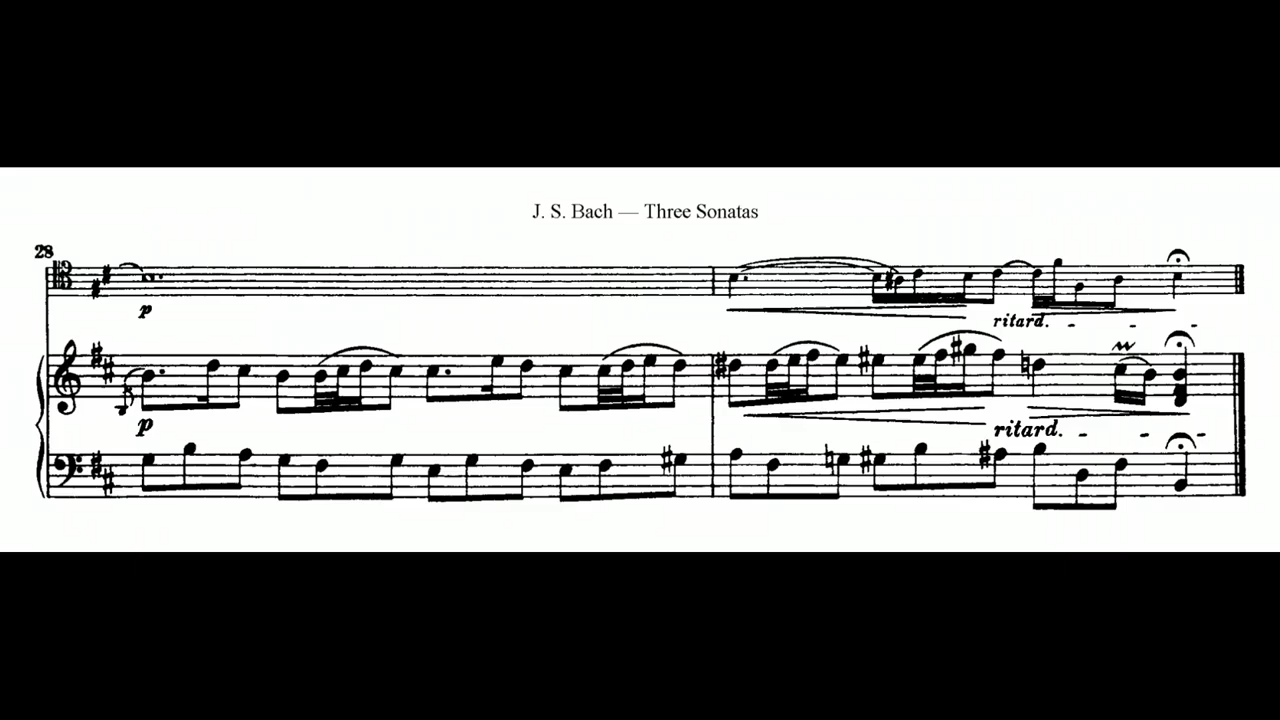 J. S. Bach — Three Sonatas
28
p
ritard.
p
ritard.